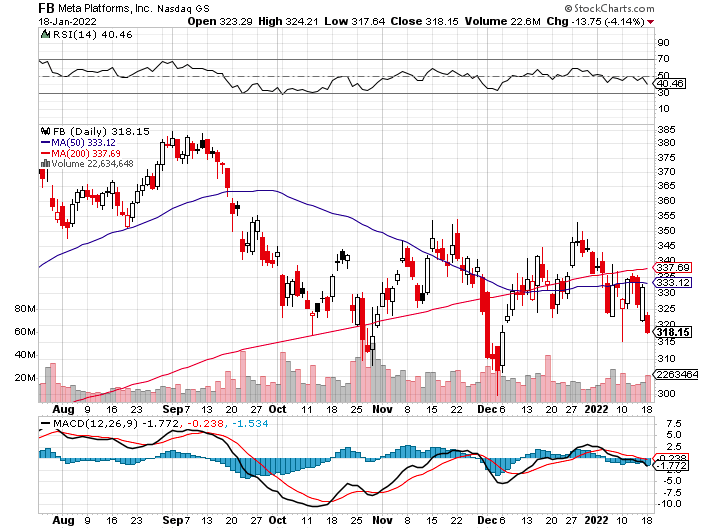 FB Meta Platforms, Inc. Nasdaq GS © StockCharts.com
18-Jan-2022 Open 323.29 High 324.21 Low 317.64 Close 318.15 Volume 22.6M Chg -13.75 (-4.14%)
RSI(14) 40.46
90
70
50
40.46
30
10
FB (Daily) 318.15
MA(50) 333.12
MA(200) 337.69
Volume 22,634,648
385
380
375
370
365
360
355
350
345
340
337.69
333.12
330
325
320
318.15
315
310
2263464
300
80M
60M
40M
20M
Aug 9 16 23 Sep 7 13 20 27 Oct 11 18 25 Nov 8 15 22 Dec 6 13 20 27 2022 10 18
MACD(12,26,9) -1.772, -0.238, -1.534
7.5
5.0
2.5
-0.238
-1.772
-5.0
-7.5
-10.0
Aug 9 16 23 Sep 7 13 20 27 Oct 11 18 25 Nov 8 15 22 Dec 6 13 20 27 2022 10 18